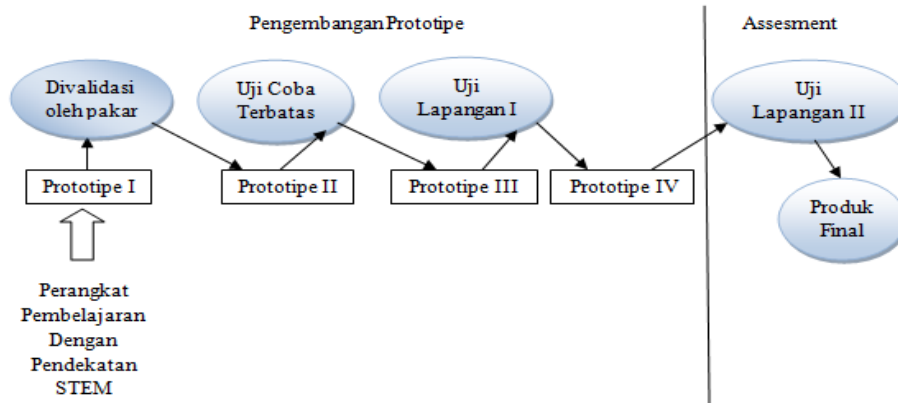 Pengembangan Prototipe
Assesment
Divalidasi
oleh pakar
Uji Coba
Terbatas
Uji
Lapangan I
Uji
Lapangan II
Prototipe I
Prototipe II
Prototipe III
Prototipe IV
Produk
Final
Perangkat
Pembelajaran
Dengan
Pendekatan
STEM